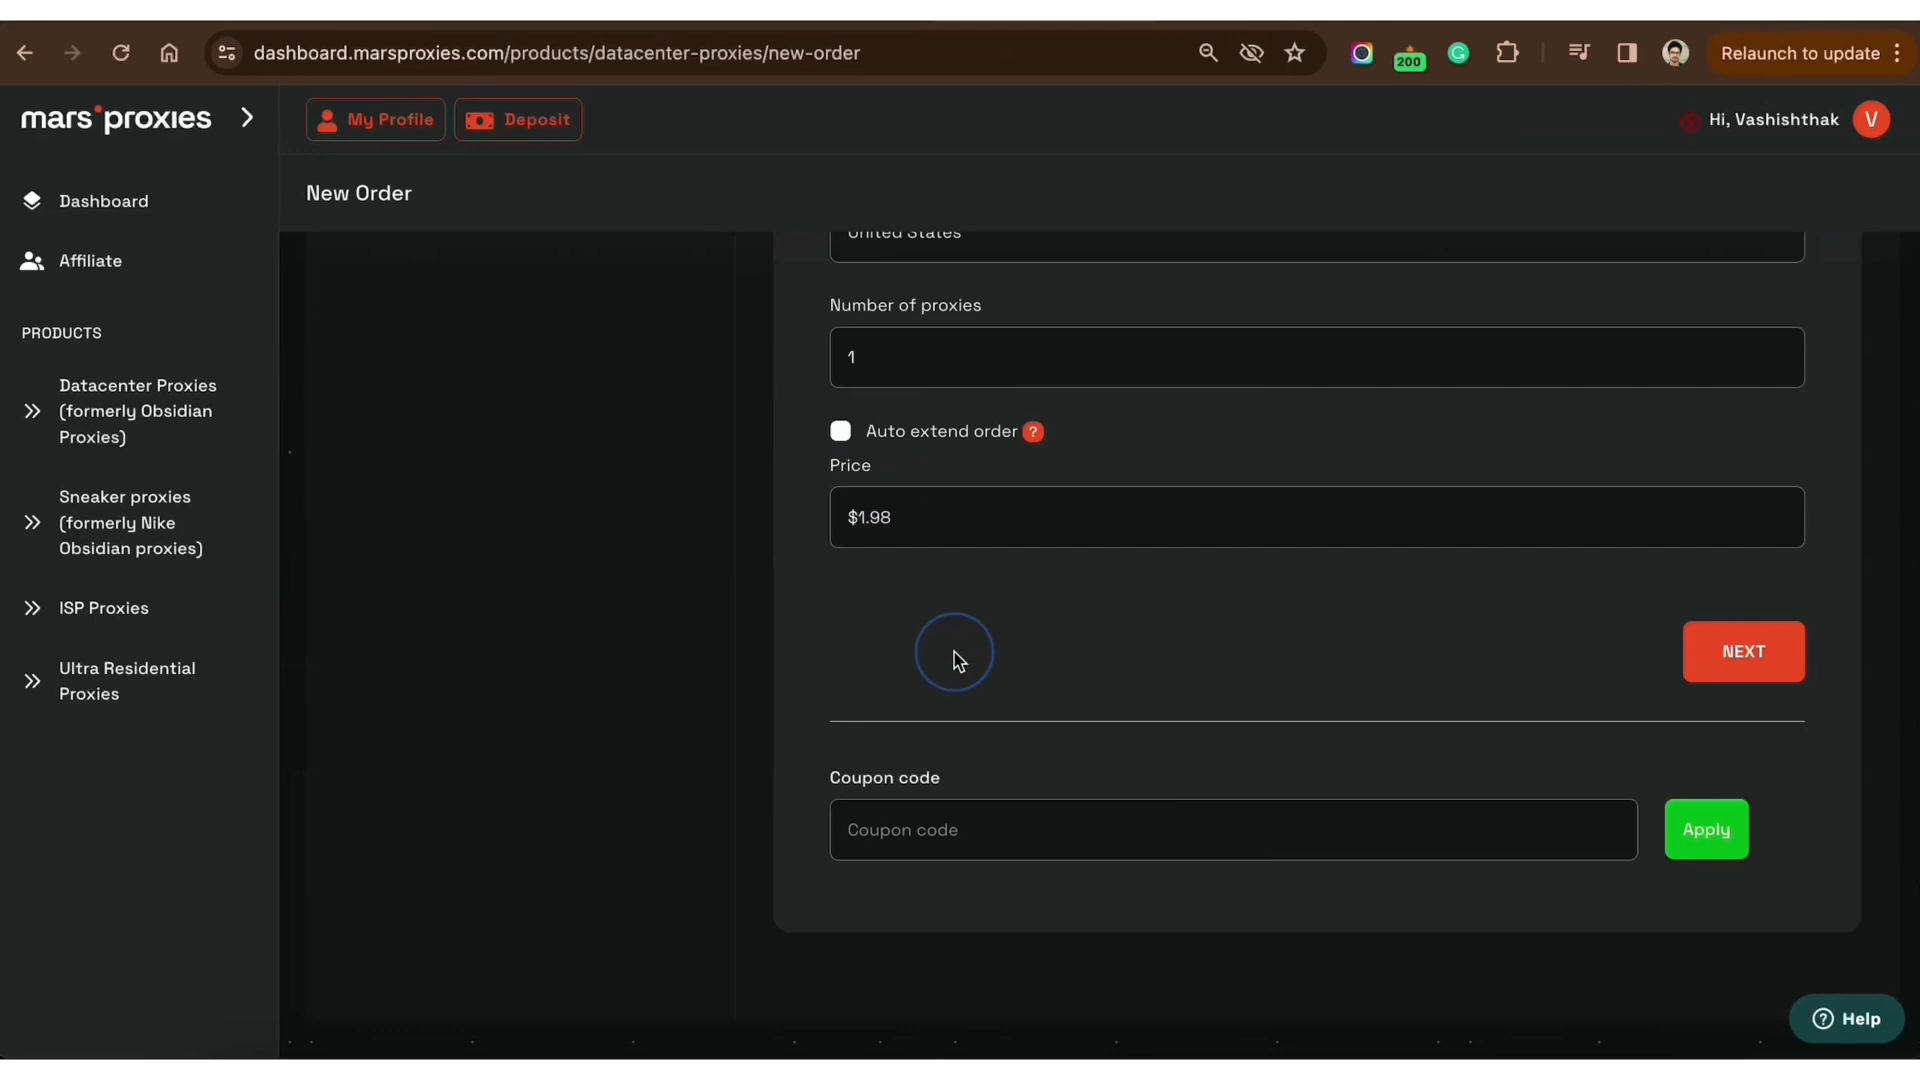 dashboard.marsproxies.com/products/datacenter-proxies/new-order
200
Relaunch to update
mars proxies
My Profile
Deposit
Hi, Vashishthak
V
Dashboard
New Order
Affiliate
United States
PRODUCTS
Number of proxies
1
Datacenter Proxies
(formerly Obsidian
Proxies)
Auto extend order ?
Price
$1.98
Sneaker proxies
(formerly Nike
Obsidian proxies)
ISP Proxies
Ultra Residential
Proxies
NEXT
Coupon code
Coupon code
Apply
Help